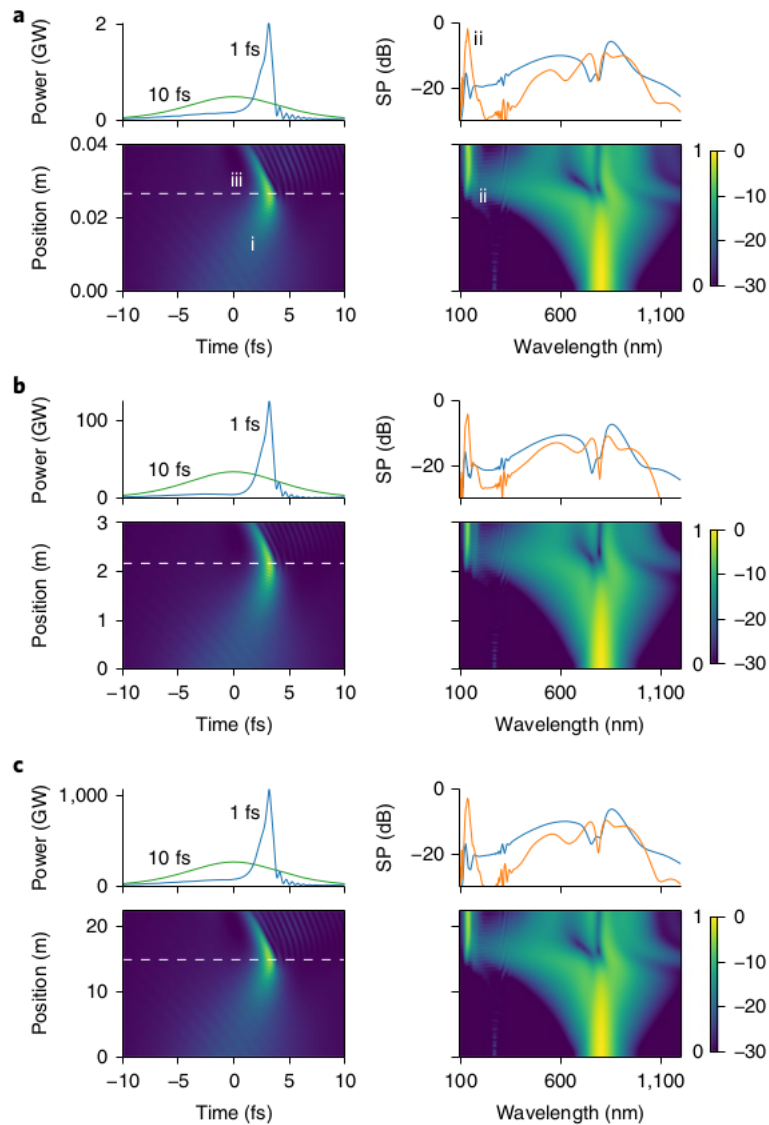 a
2
0
Power (GW)
1 fs
10 fs
0
−20
SP (dB)
ii
0.04
0.02
0.00
Position (m)
iii
i
−10 −5 0 5 10
Time (fs)
ii
100 600 1,100
Wavelength (nm)
1
0
0
−10
−20
−30
b
100
0
Power (GW)
1 fs
10 fs
0
−20
SP (dB)
3
2
1
0
Position (m)
−10 −5 0 5 10
Time (fs)
100 600 1,100
Wavelength (nm)
1
0
0
−10
−20
−30
c
1,000
0
Power (GW)
1 fs
10 fs
0
−20
SP (dB)
20
10
0
Position (m)
−10 −5 0 5 10
Time (fs)
100 600 1,100
Wavelength (nm)
1
0
0
−10
−20
−30